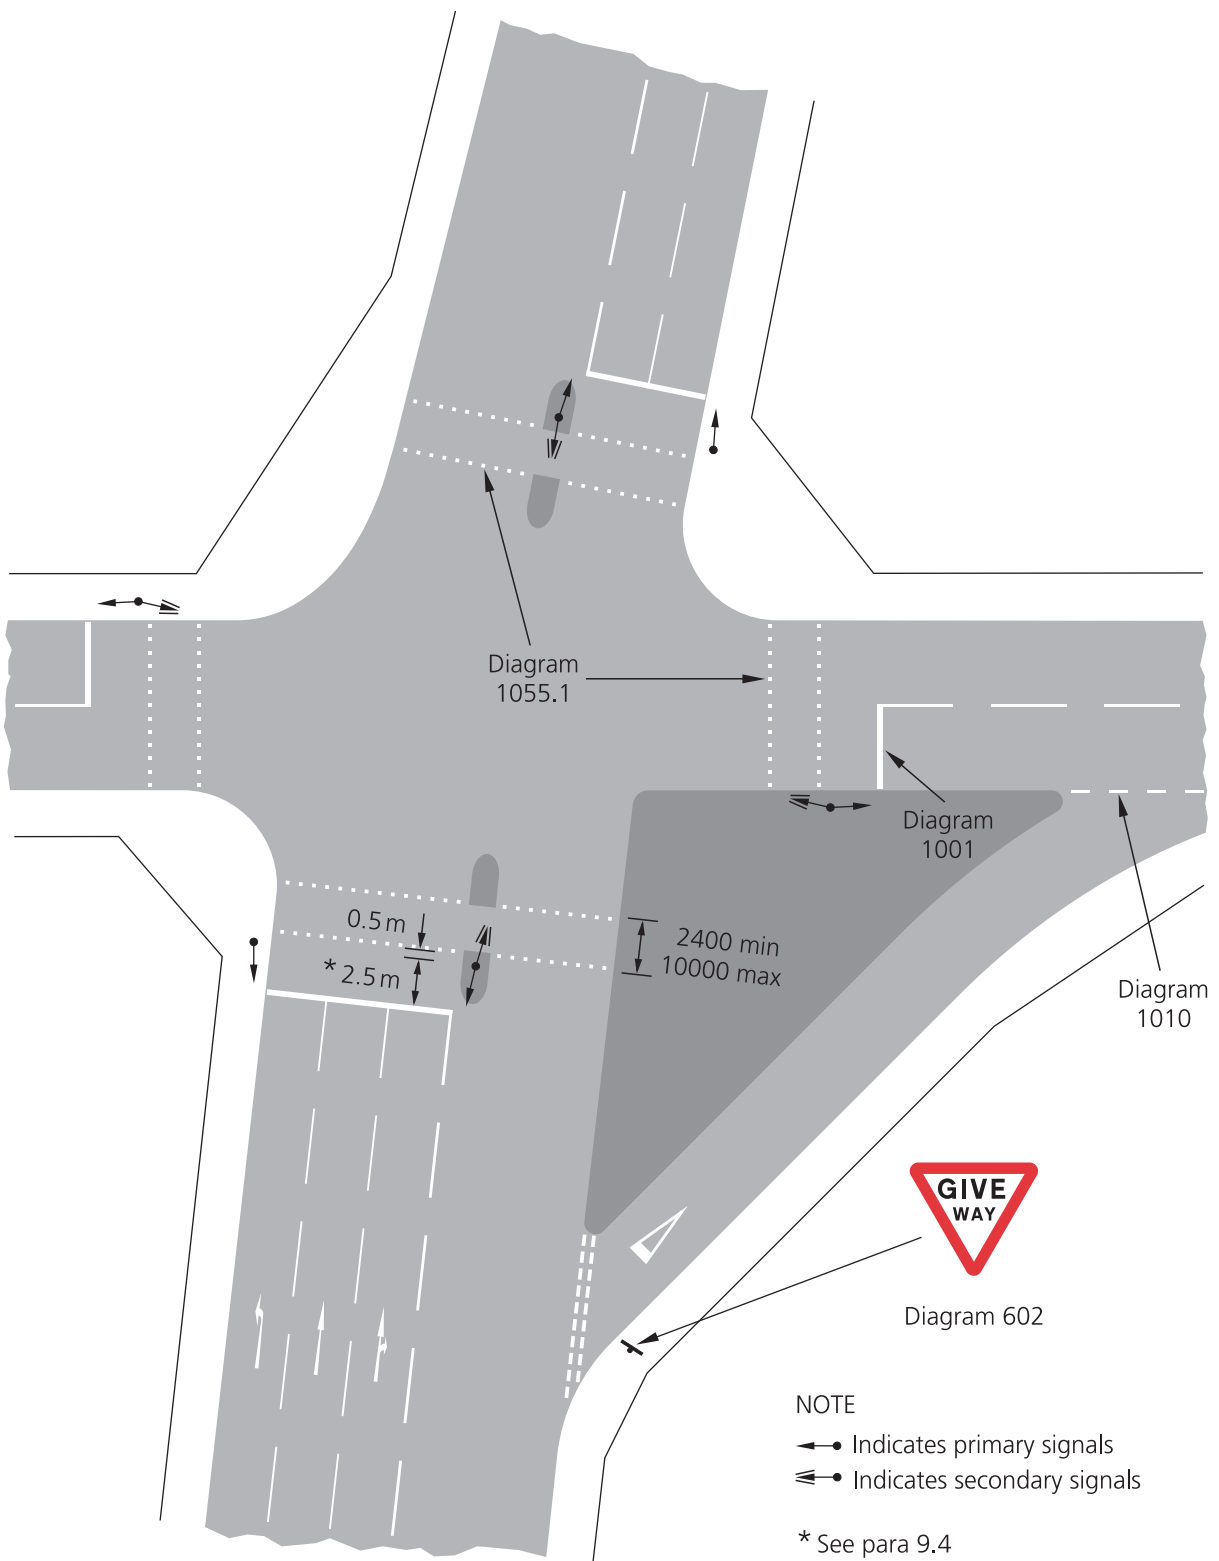 Diagram
1055.1
Diagram
1001
0.5 m
* 2.5 m
2400 min
10000 max
Diagram
1010
GIVE
WAY
Diagram 602
NOTE
Indicates primary signals
Indicates secondary signals
* See para 9.4